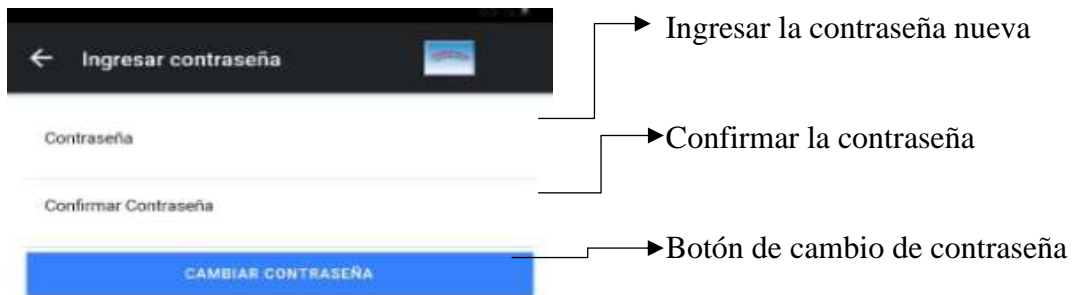 Ingresar la contraseña nueva
Ingresar contraseña
Contraseña
Confirmar la contraseña
Confirmar Contraseña
Botón de cambio de contraseña
CAMBIAR CONTRASEÑA